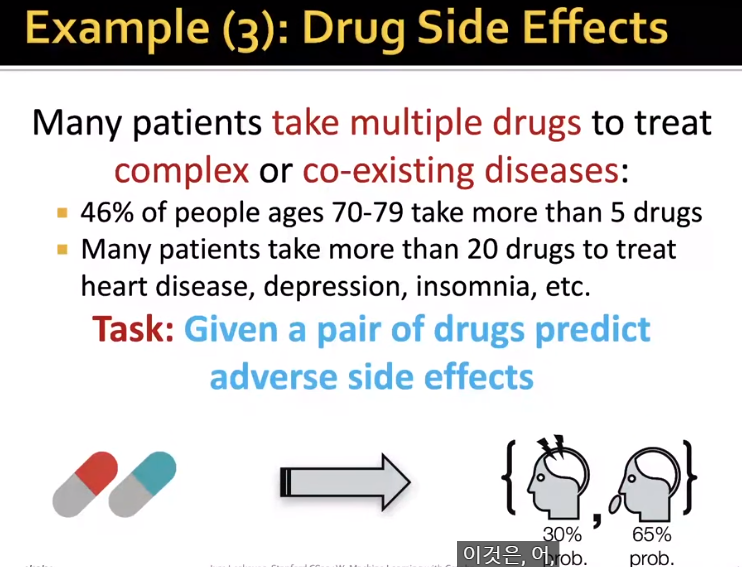 Example (3): Drug Side Effects
Many patients take multiple drugs to treat
complex or co-existing diseases:
46% of people ages 70-79 take more than 5 drugs
Many patients take more than 20 drugs to treat
heart disease, depression, insomnia, etc.
Task: Given a pair of drugs predict
adverse side effects
{ , }
30% 65%
prob. prob.
이것은, 어,